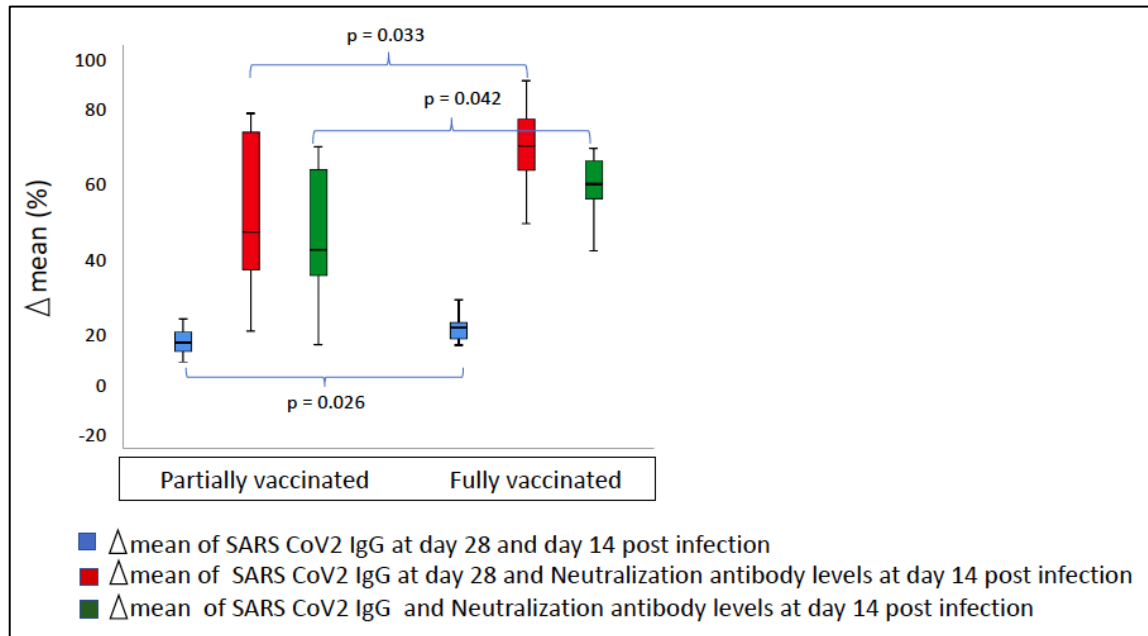 p = 0.033
100
80
p = 0.042
60
40
20
0
-20
△ mean (%)
p = 0.026
Partially vaccinated Fully vaccinated
△mean of SARS CoV2 IgG at day 28 and day 14 post infection
△mean of SARS CoV2 IgG at day 28 and Neutralization antibody levels at day 14 post infection
△mean of SARS CoV2 IgG and Neutralization antibody levels at day 14 post infection